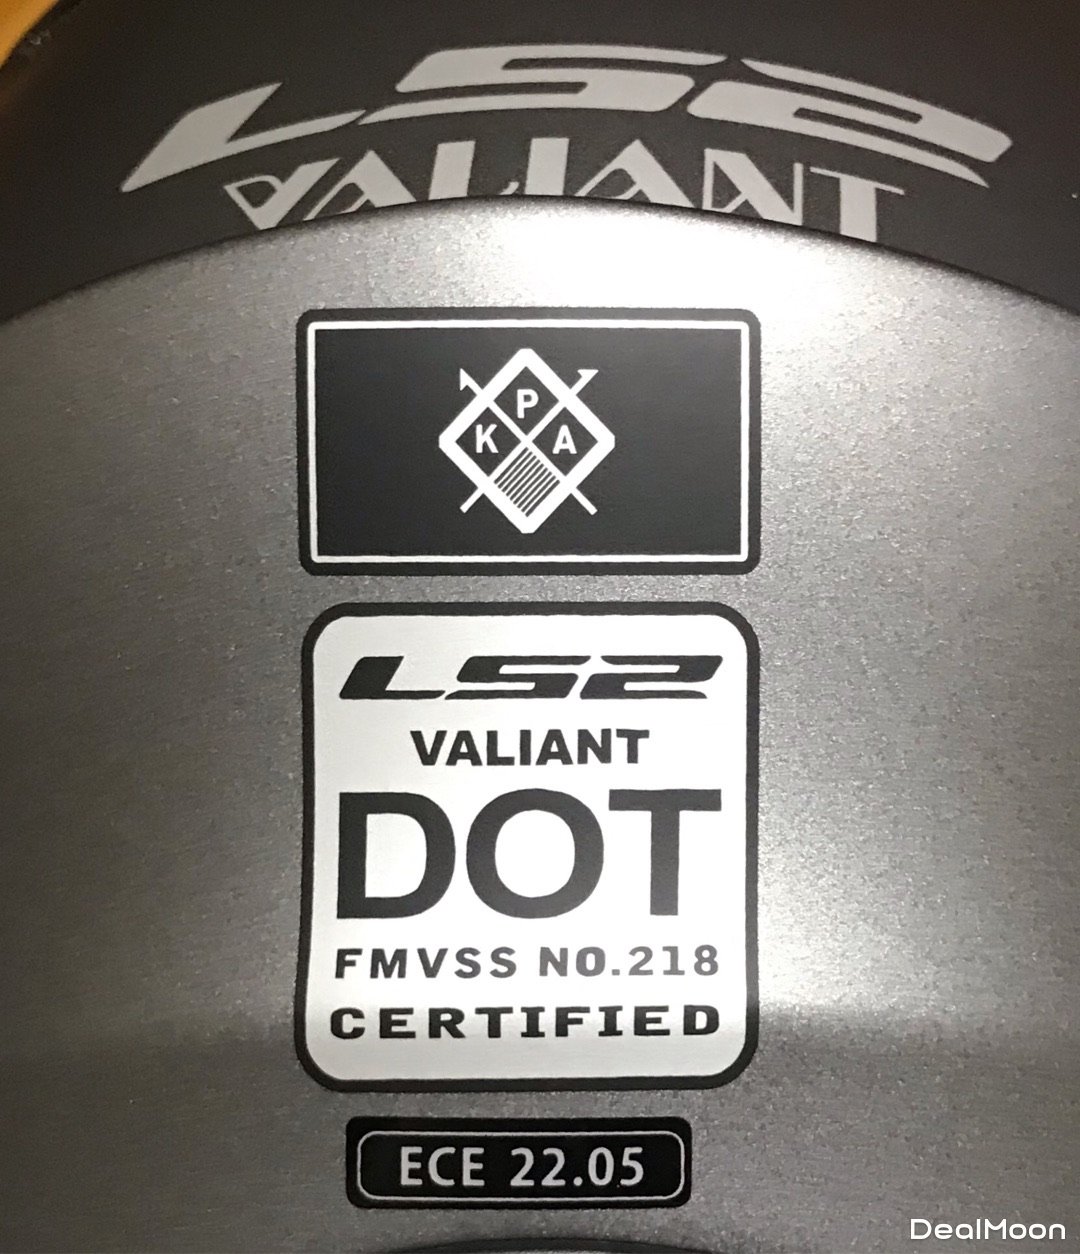 LS2
VALIANT
P
K A
LS2
VALIANT
DOT
FMVSS NO.218
CERTIFIED
ECE 22.05
DealMoon